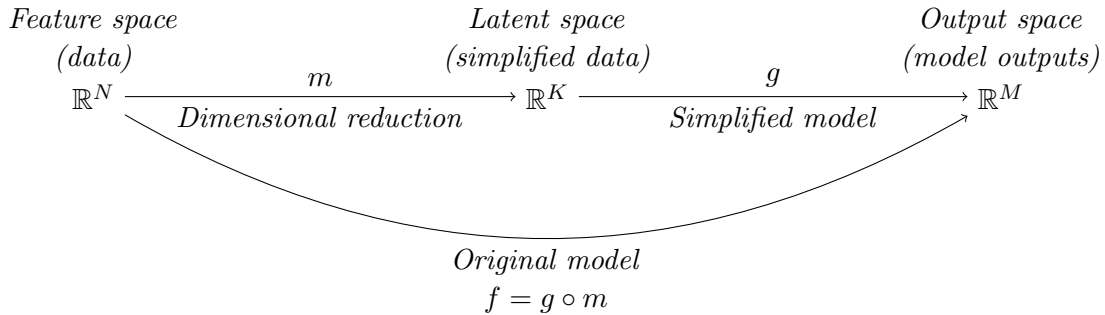 Feature space
(data)
Latent space
(simplified data)
Output space
(model outputs)
ℝ^N
m
Dimensional reduction
ℝ^K
g
Simplified model
ℝ^M
Original model
f = g ∘ m